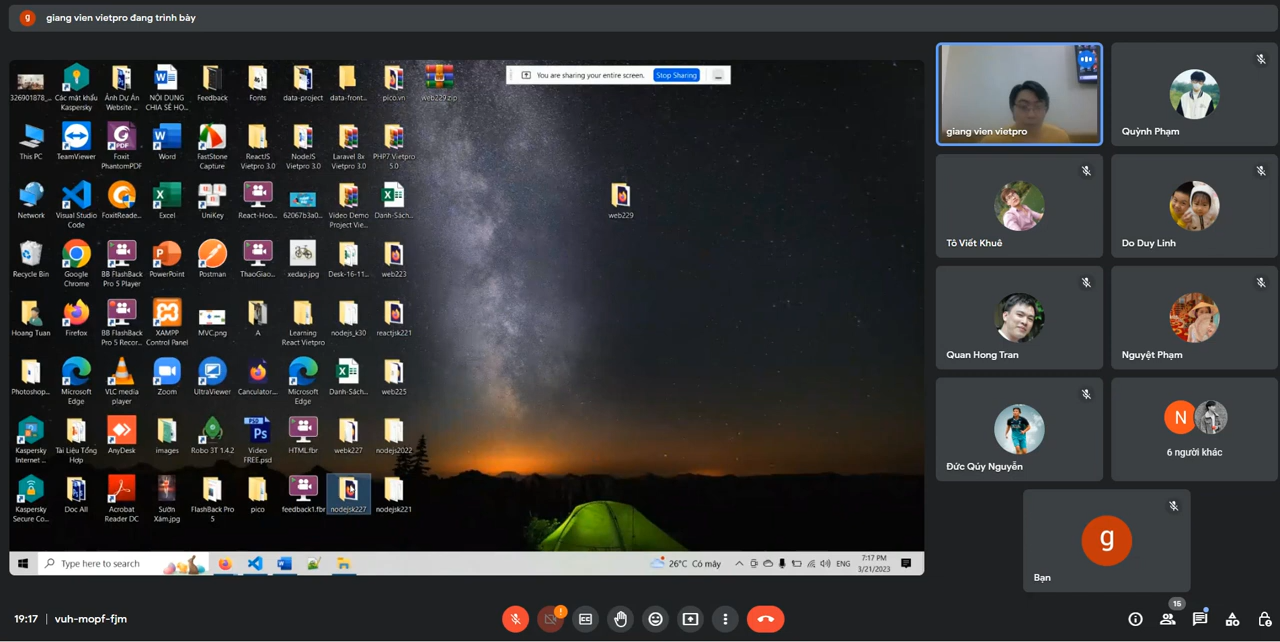 g giang vien vietpro đang trình bày
You are sharing your entire screen. Stop Sharing
326901878_...
Các mật khẩu Kaspersky
Ảnh Dự Án Website ...
NỘI DUNG CHIA SẺ HO...
Feedback
Fonts
data-project
data-front...
pico.vn
web229.zip
This PC
TeamViewer
Foxit PhantomPDF
Word
FastStone Capture
ReactJS Vietpro 3.0
NodeJS Vietpro 3.0
Laravel 8x Vietpro 3.0
PHP7 Vietpro 5.0
Network
Visual Studio Code
FoxitReade...
Excel
UniKey
React-Hoo...
62067b3a0...
Video Demo Project Vie...
Danh-Sách...
web229
Recycle Bin
Google Chrome
BB FlashBack Pro 5 Player
PowerPoint
Postman
ThaoGiao...
xedap.jpg
Desk-16-11...
web223
Hoang Tuan
Firefox
BB FlashBack Pro 5 Recor...
XAMPP Control Panel
MVC.png
A
Learning React Vietpro
nodejs_k30
reactjsk221
Photoshop...
Microsoft Edge
VLC media player
Zoom
UltraViewer
Canculator...
Microsoft Edge
Danh-Sách...
web225
Kaspersky Internet ...
Tài Liệu Tổng Hợp
AnyDesk
images
Robo 3T 1.4.2
Video FREE.psd
HTML.fbr
webk227
nodejs2022
Kaspersky Secure Co...
Doc All
Acrobat Reader DC
Sườn Xám.jpg
FlashBack Pro 5
pico
feedback1.fbr
nodejsk227
nodejsk221
Type here to search
26°C Có mây
ENG
7:17 PM
3/21/2023
giang vien vietpro
Quỳnh Phạm
Tô Viết Khuê
Do Duy Linh
Quan Hong Tran
Nguyệt Phạm
Đức Qúy Nguyễn
N
6 người khác
g
Bạn
19:17 | vuh-mopf-fjm
15